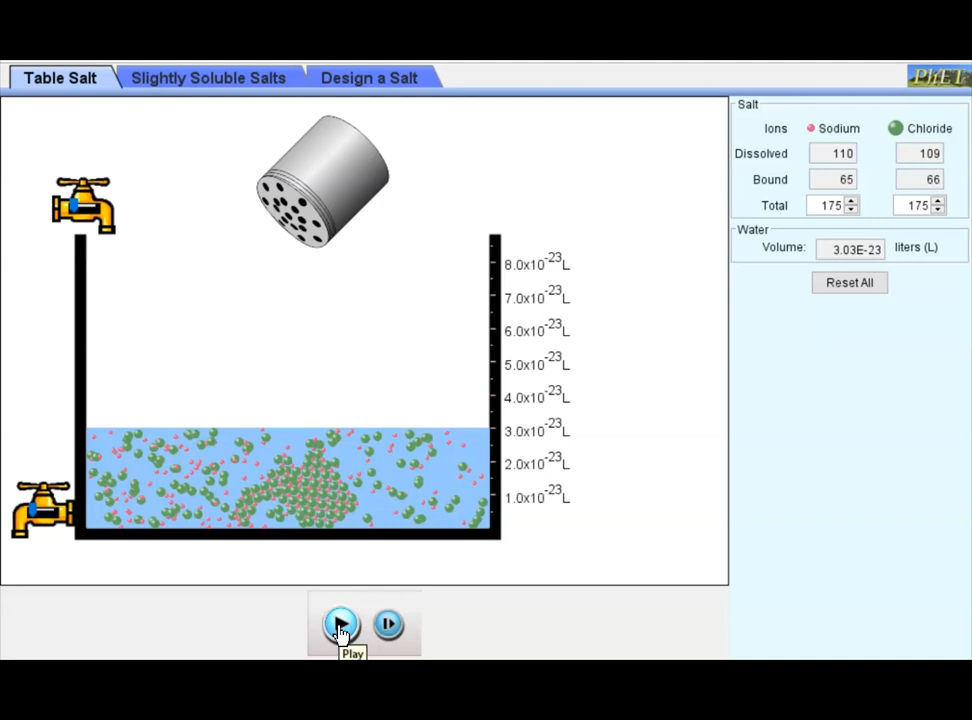 Table Salt
Slightly Soluble Salts
Design a Salt
PhET
Salt
Ions Sodium Chloride
Dissolved 110 109
Bound 65 66
Total 175 175
Water
Volume: 3.03E-23 liters (L)
Reset All
8.0x10⁻²³L
7.0x10⁻²³L
6.0x10⁻²³L
5.0x10⁻²³L
4.0x10⁻²³L
3.0x10⁻²³L
2.0x10⁻²³L
1.0x10⁻²³L
Play